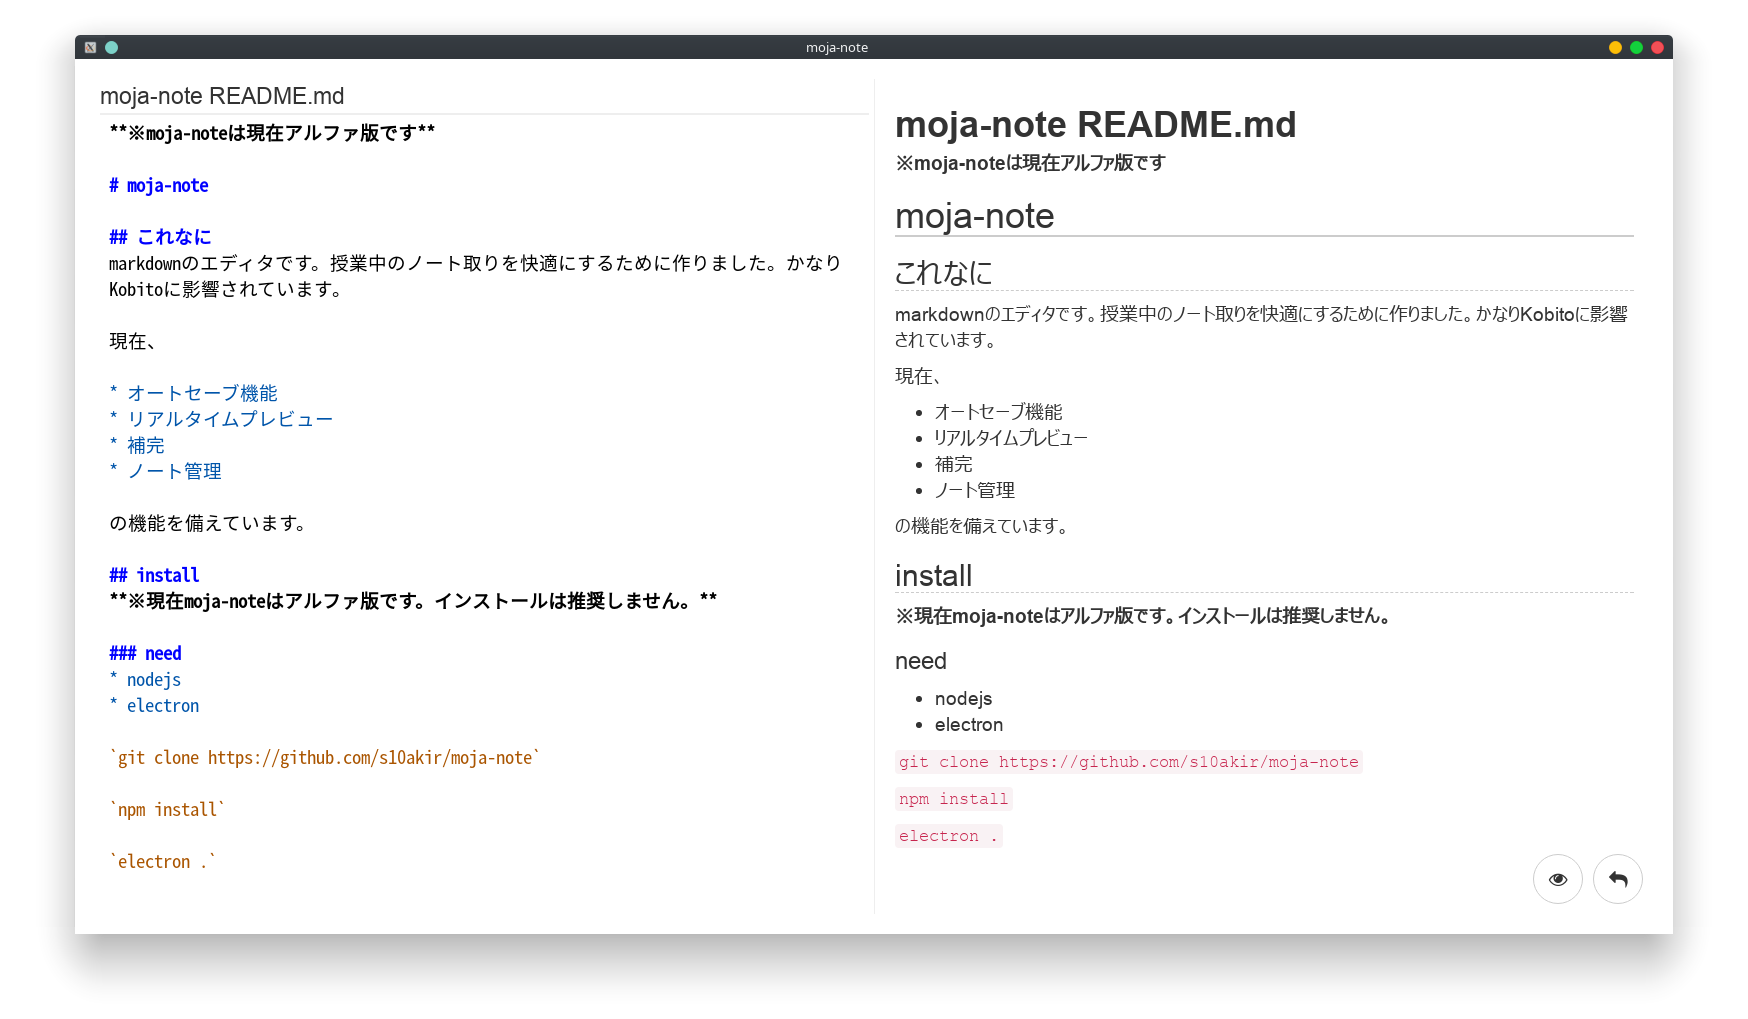 moja-note
moja-note README.md
**※moja-noteは現在アルファ版です**
# moja-note
## これなに
markdownのエディタです。授業中のノート取りを快適にするために作りました。かなり
Kobitoに影響されています。
現在、
* オートセーブ機能
* リアルタイムプレビュー
* 補完
* ノート管理
の機能を備えています。
## install
**※現在moja-noteはアルファ版です。インストールは推奨しません。**
### need
* nodejs
* electron
`git clone https://github.com/s10akir/moja-note`
`npm install`
`electron .`
moja-note README.md
※moja-noteは現在アルファ版です
moja-note
これなに
markdownのエディタです。授業中のノート取りを快適にするために作りました。かなりKobitoに影響
されています。
現在、
• オートセーブ機能
• リアルタイムプレビュー
• 補完
• ノート管理
の機能を備えています。
install
※現在moja-noteはアルファ版です。インストールは推奨しません。
need
• nodejs
• electron
git clone https://github.com/s10akir/moja-note
npm install
electron .